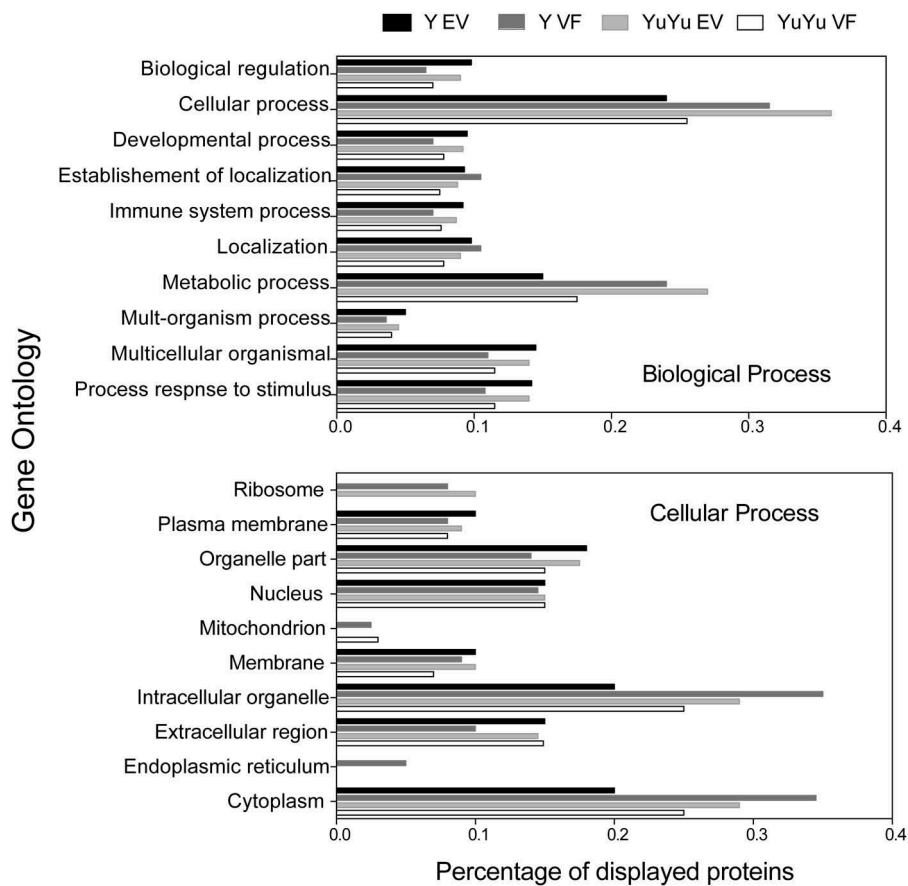 Y EV Y VF YuYu EV YuYu VF
Gene Ontology
Biological regulation
Cellular process
Developmental process
Establishement of localization
Immune system process
Localization
Metabolic process
Mult-organism process
Multicellular organismal
Process respnse to stimulus
Biological Process
0.0 0.1 0.2 0.3 0.4
Ribosome
Cellular Process
Plasma membrane
Organelle part
Nucleus
Mitochondrion
Membrane
Intracellular organelle
Extracellular region
Endoplasmic reticulum
Cytoplasm
0.0 0.1 0.2 0.3 0.4
Percentage of displayed proteins